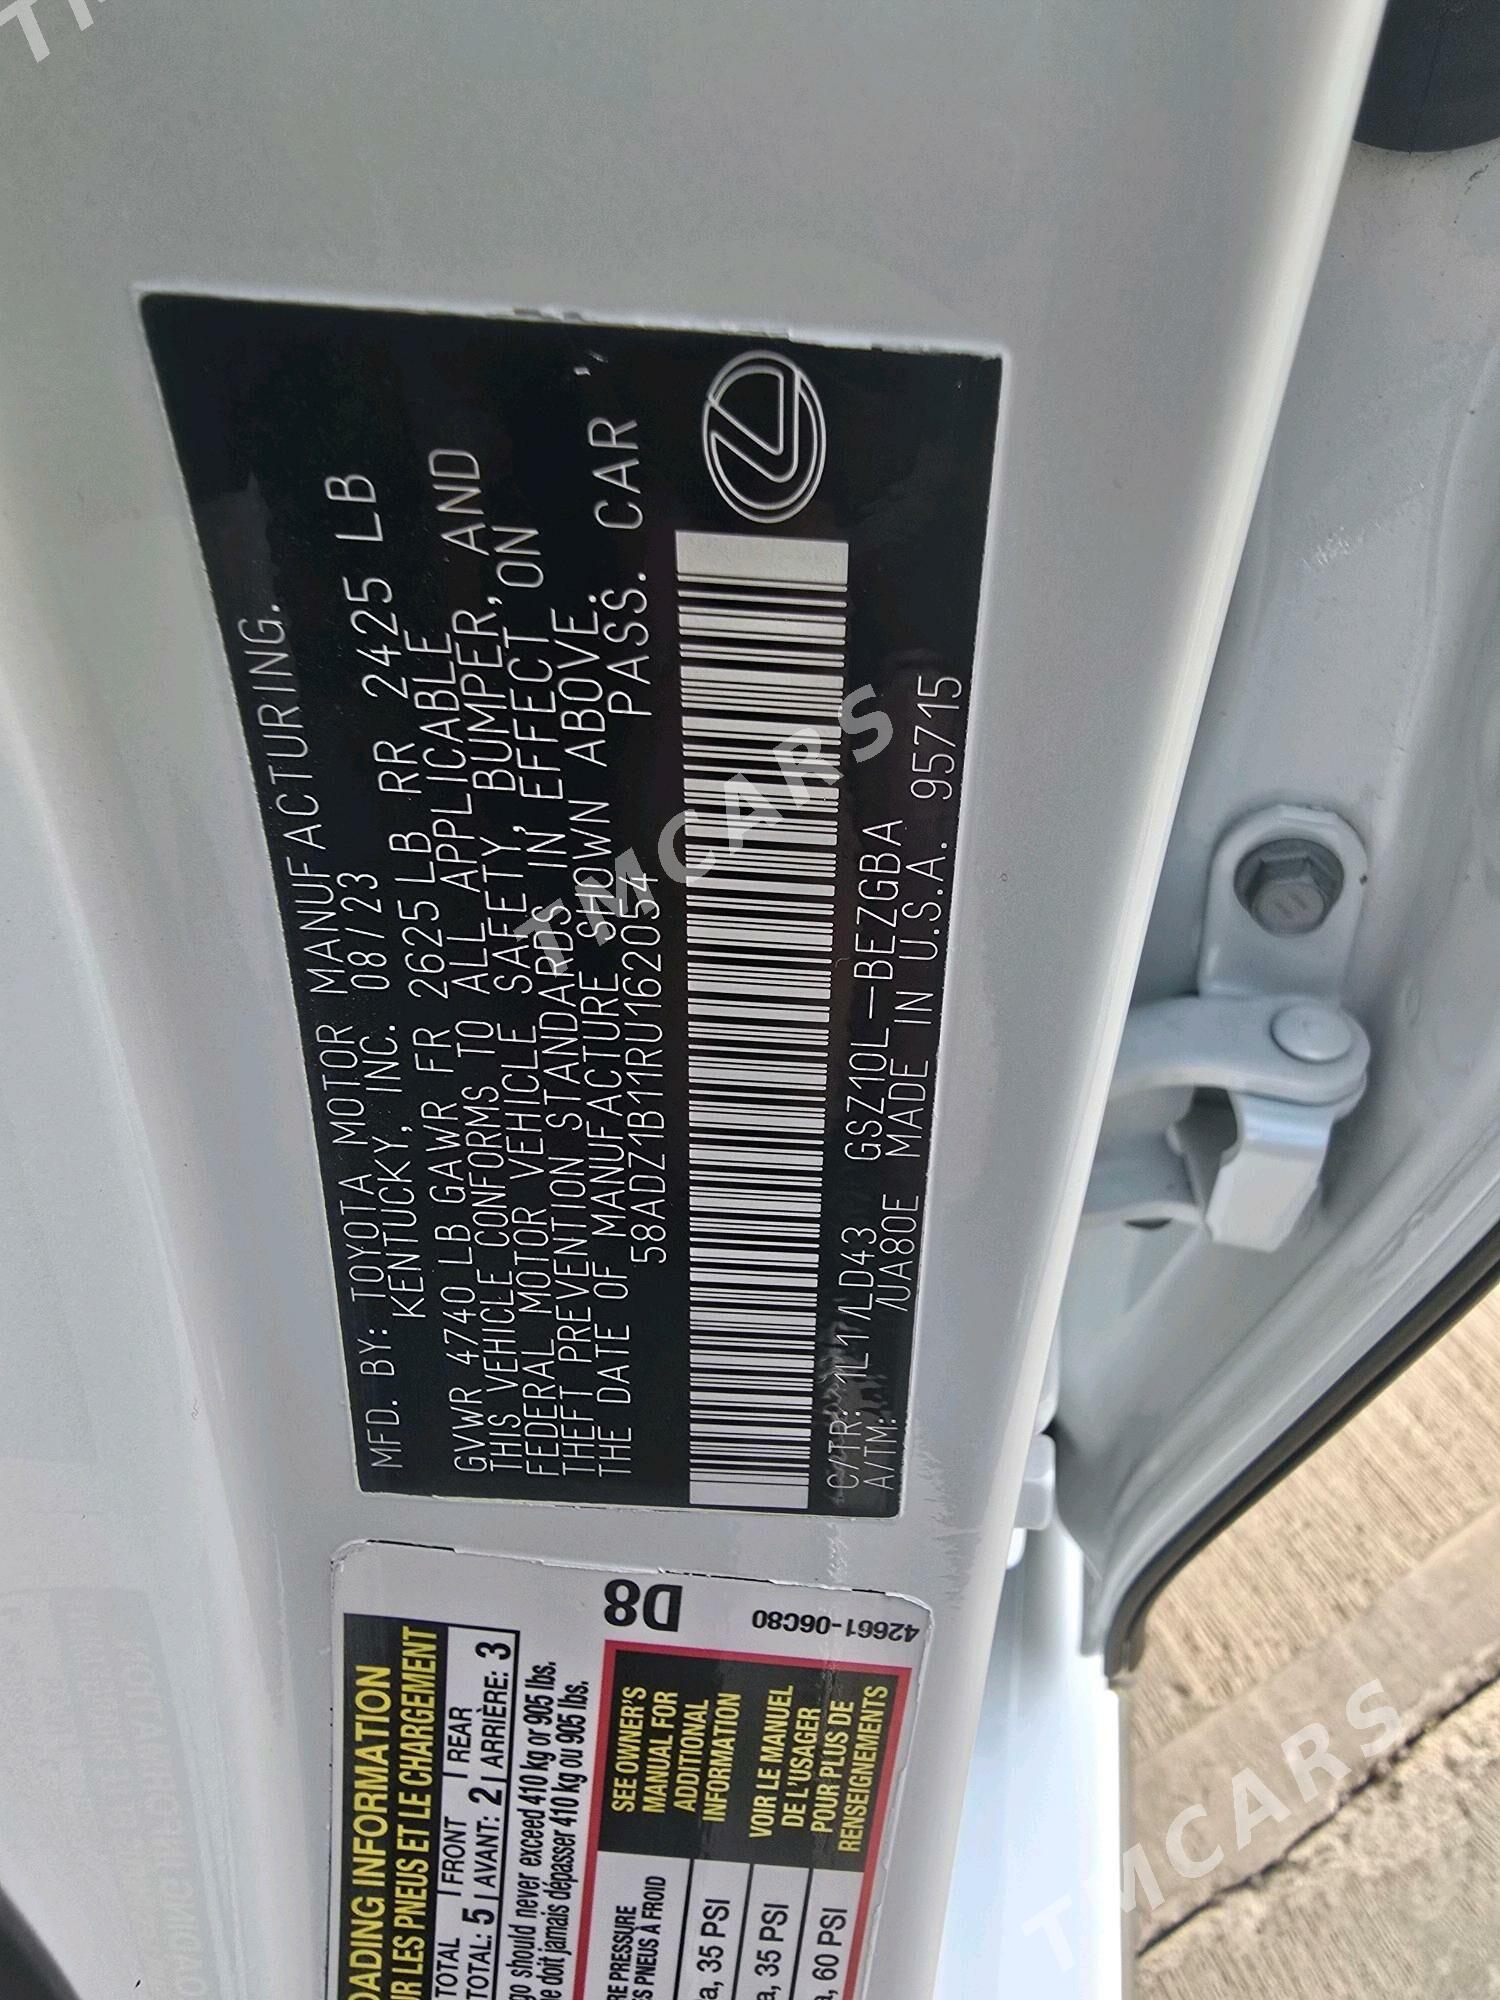 MFD. BY: TOYOTA MOTOR MANUFACTURING.
KENTUCKY, INC. 08/23
GVWR 4740 LB GAWR FR 2625 LB RR 2425 LB
THIS VEHICLE CONFORMS TO ALL APPLICABLE
FEDERAL MOTOR VEHICLE SAFETY, BUMPER, AND
THEFT PREVENTION STANDARDS IN EFFECT ON
THE DATE OF MANUFACTURE SHOWN ABOVE.
58ADZ1B11RU162054 PASS. CAR
C/TR: 1L1/LD43 GSZ10L-BEZGBA
A/TM: /UA80E MADE IN U.S.A. 95715
OADING INFORMATION
UR LES PNEUS ET LE CHARGEMENT
TOTAL FRONT REAR
TOTAL: 5 AVANT: 2 ARRIÈRE: 3
go should never exceed 410 kg or 905 lbs.
e doit jamais dépasser 410 kg ou 905 lbs.
D8
42661-06C80
SEE OWNER'S
MANUAL FOR
ADDITIONAL
INFORMATION
VOIR LE MANUEL
DE L'USAGER
POUR PLUS DE
RENSEIGNEMENTS
RE PRESSURE
S PNEUS À FROID
a, 35 PSI
a, 35 PSI
a, 60 PSI
TMCARS
TMCARS